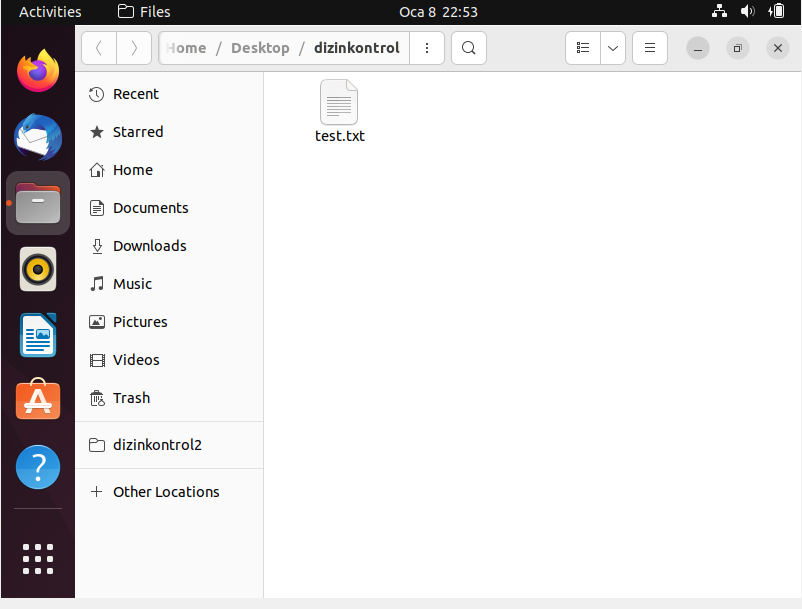 Activities Files Oca 8 22:53
Home / Desktop / dizinkontrol
Recent
Starred
Home
Documents
Downloads
Music
Pictures
Videos
Trash
dizinkontrol2
Other Locations
test.txt